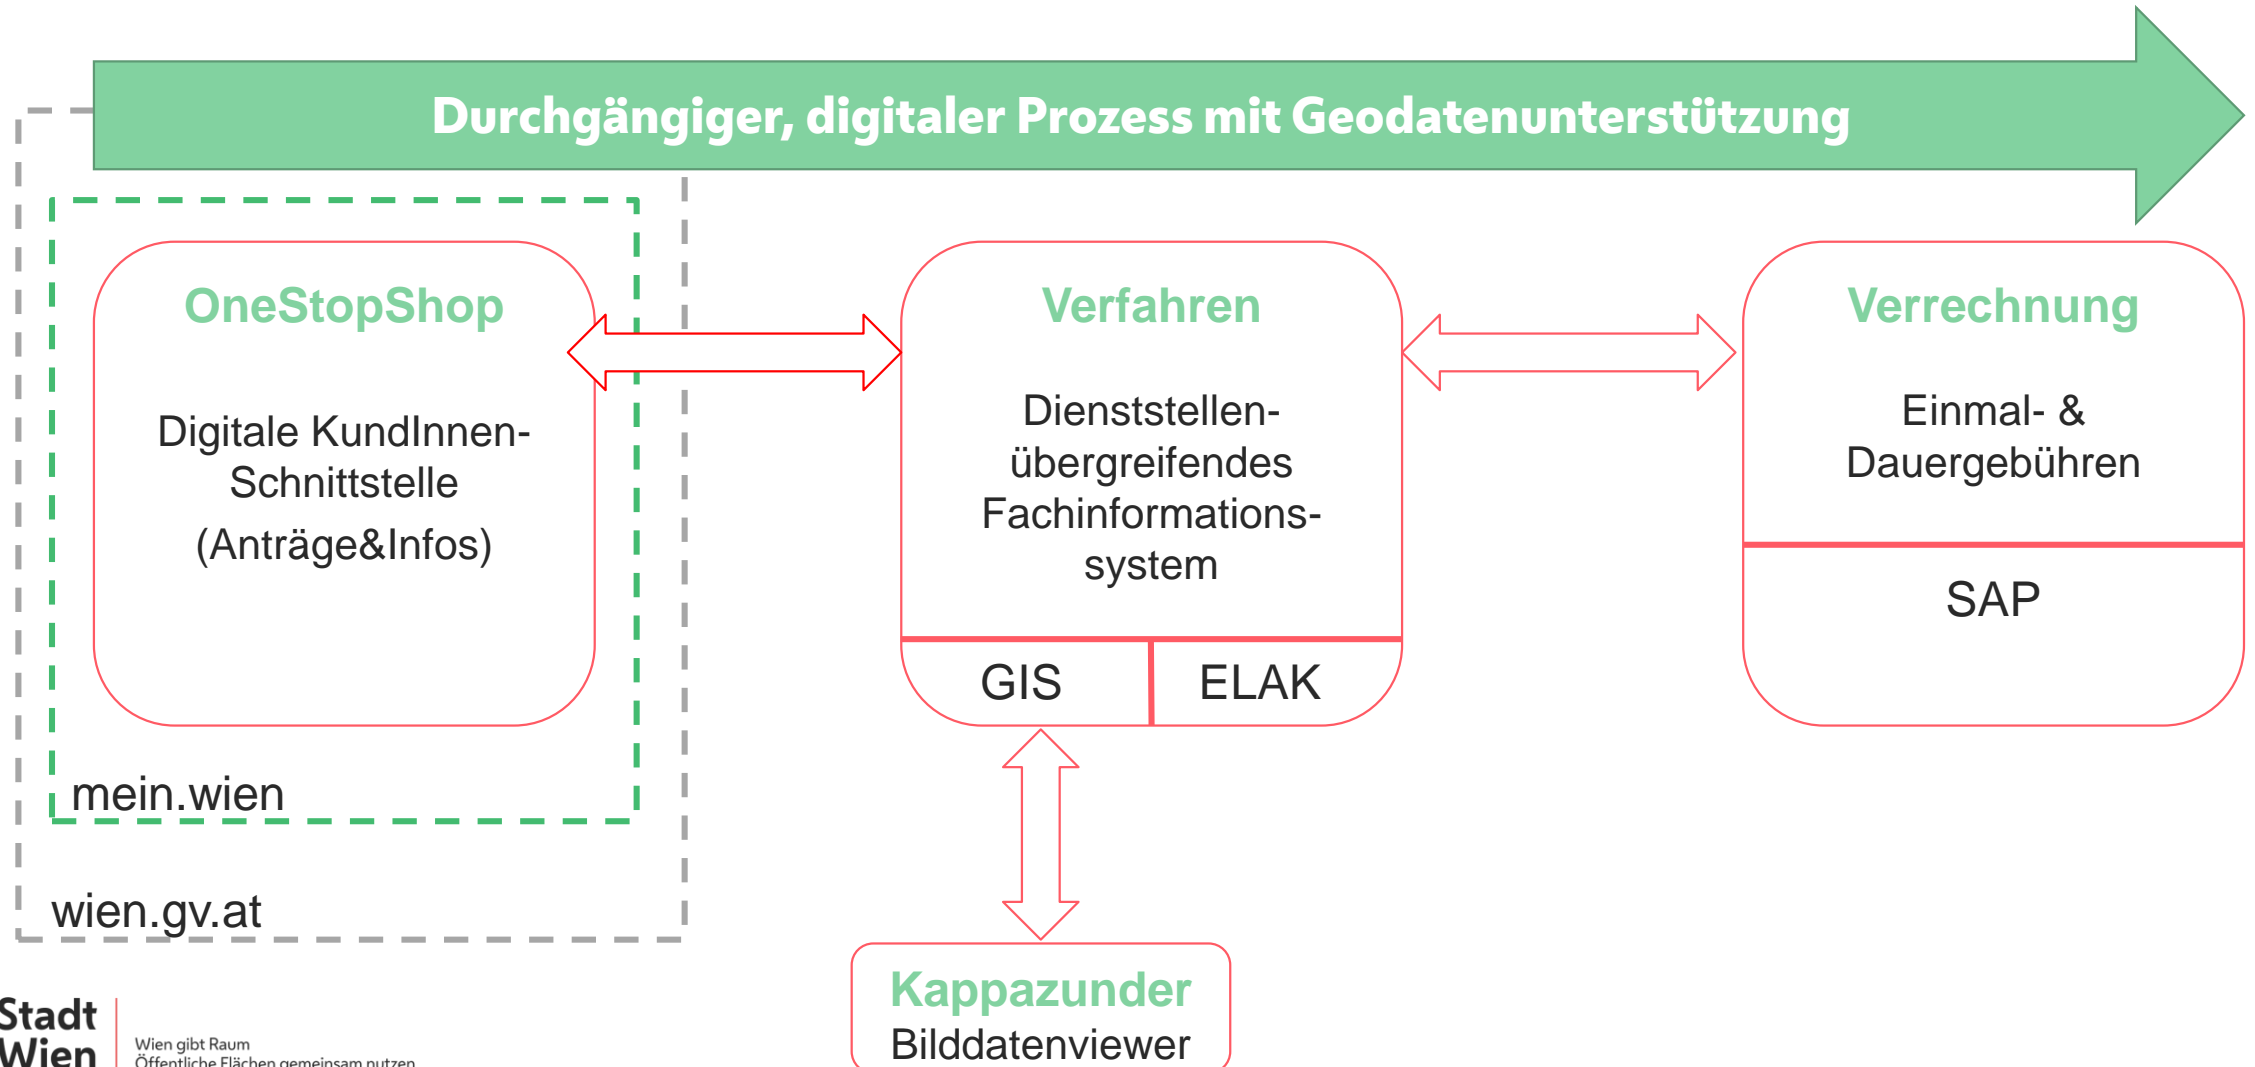 Durchgängiger, digitaler Prozess mit Geodatenunterstützung
OneStopShop
Digitale KundInnen-
Schnittstelle
(Anträge&Infos)
mein.wien
wien.gv.at
Verfahren
Dienststellen-
übergreifendes
Fachinformations-
system
GIS
ELAK
Verrechnung
Einmal- &
Dauergebühren
SAP
Kappazunder
Bilddatenviewer
Stadt
Wien
Wien gibt Raum
Öffentliche Flächen gemeinsam nutzen